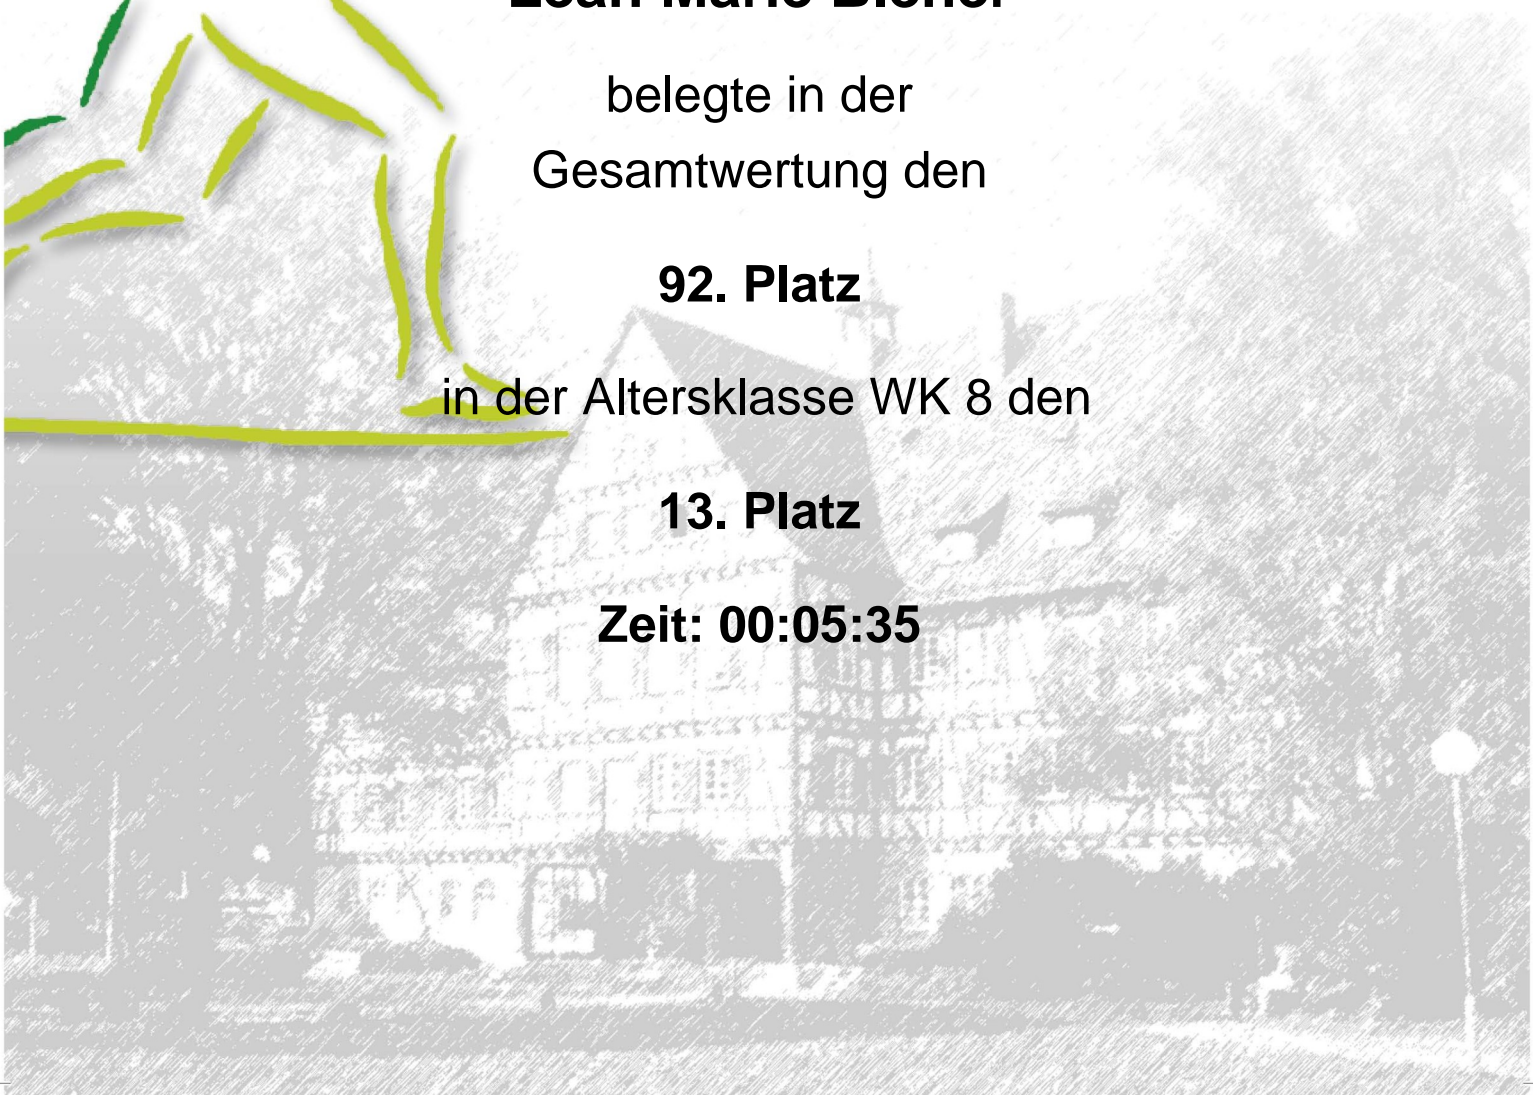 belegte in der
Gesamtwertung den
92. Platz
in der Altersklasse WK 8 den
13. Platz
Zeit: 00:05:35